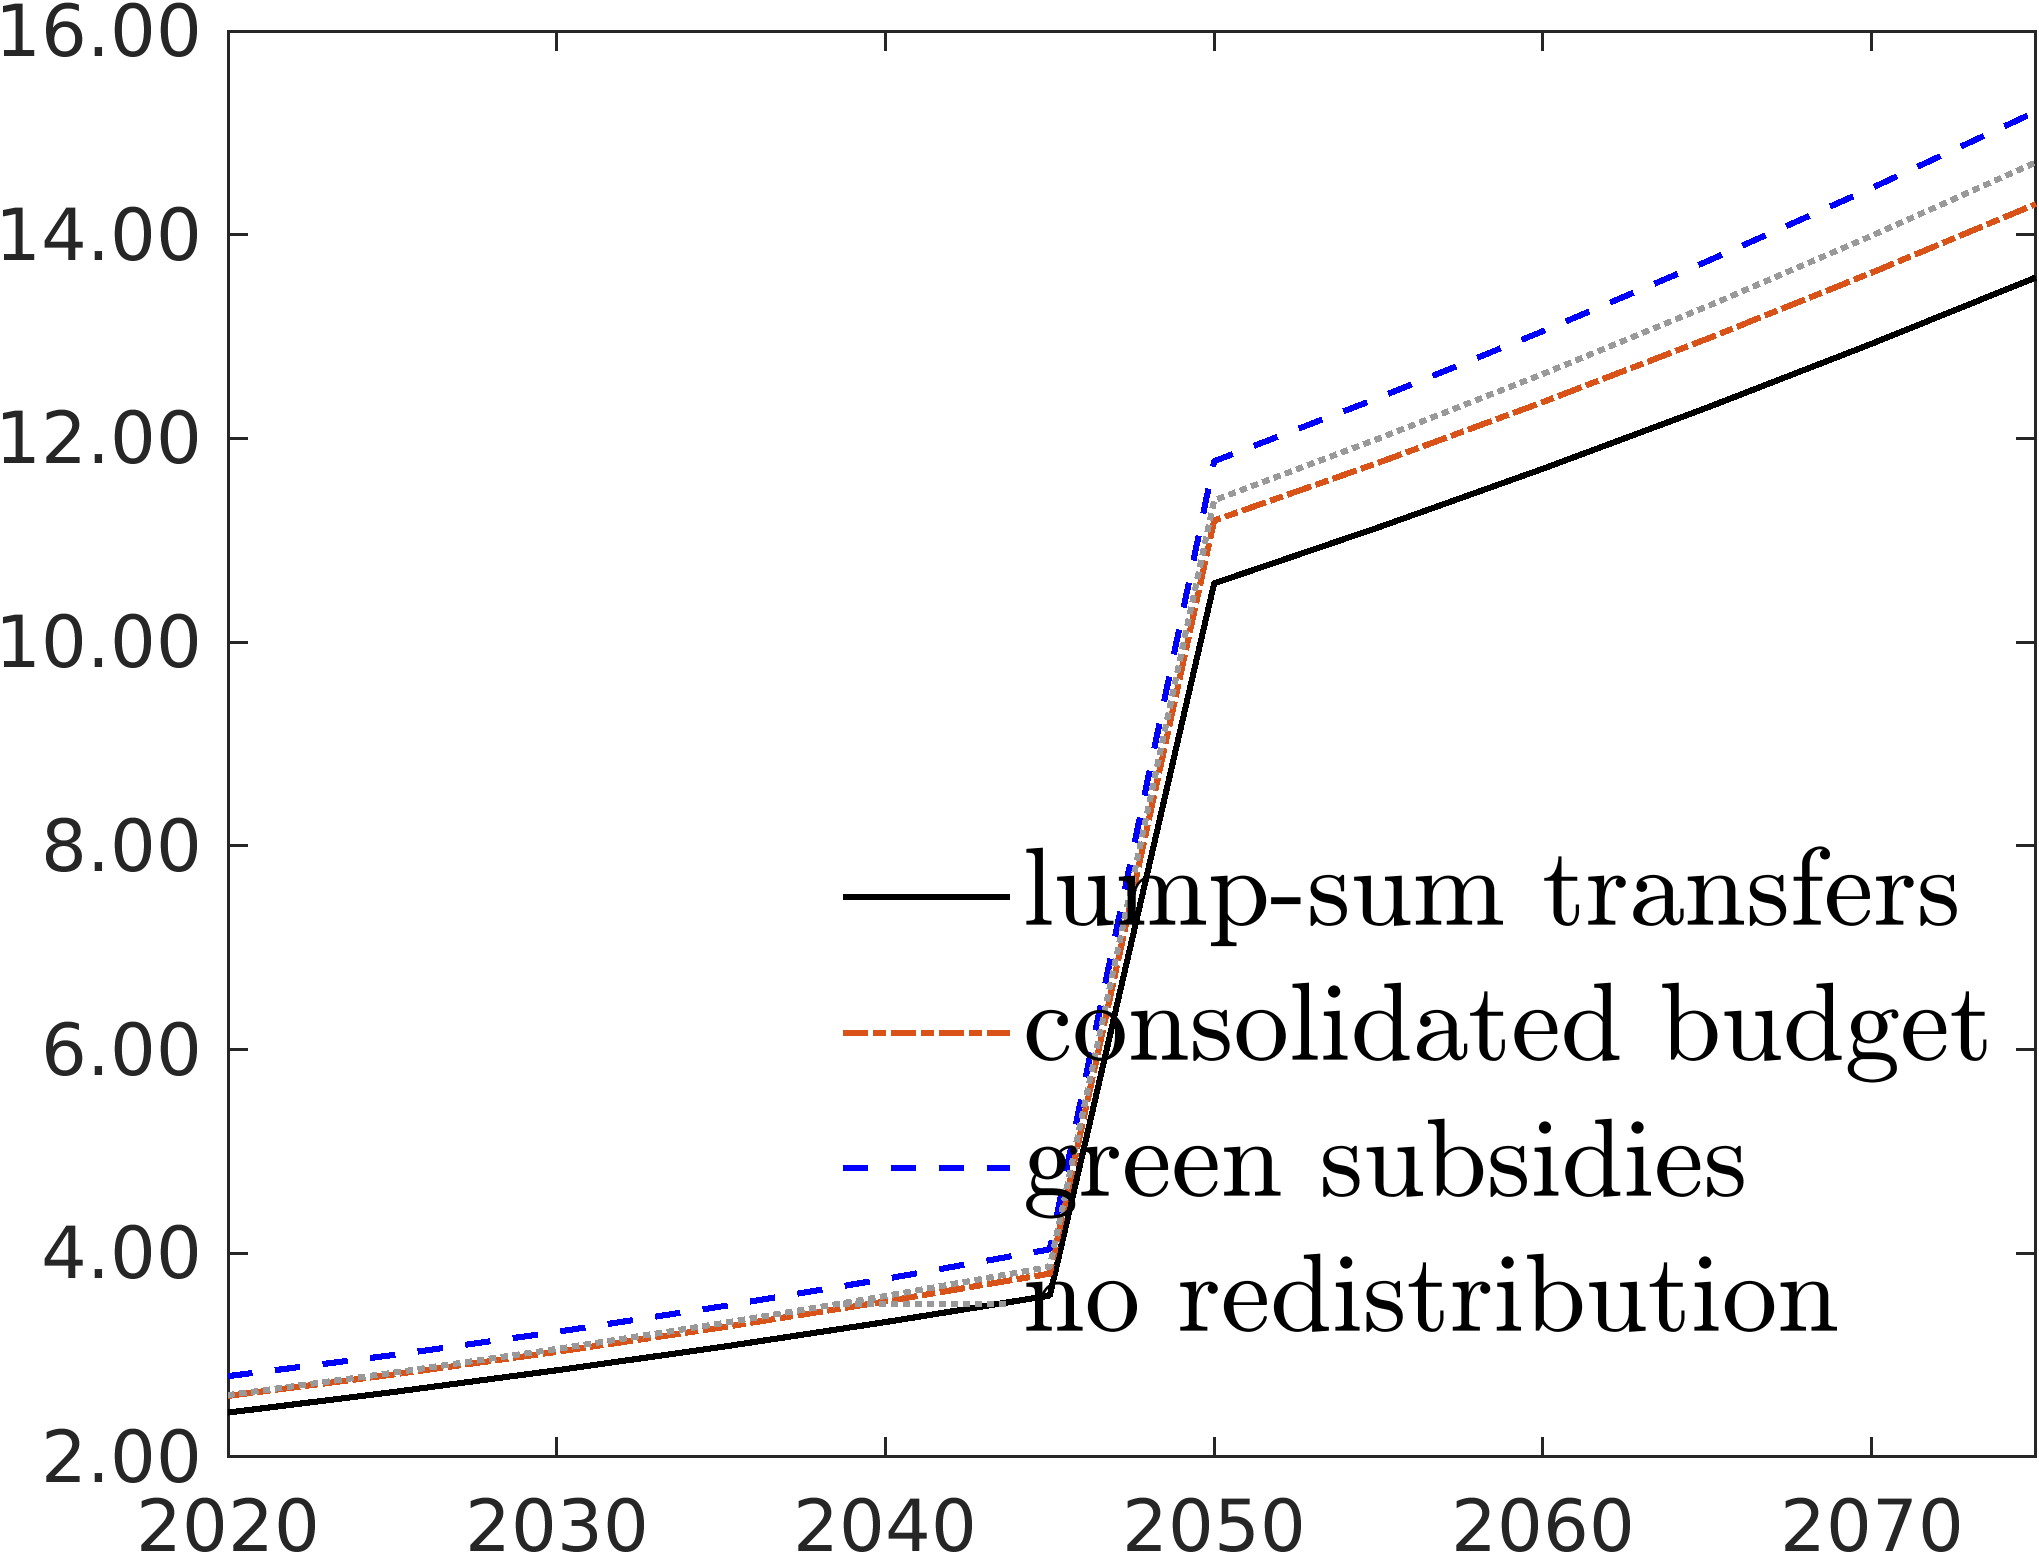 16.00
14.00
12.00
10.00
8.00
6.00
4.00
2.00
lump-sum transfers
consolidated budget
green subsidies
no redistribution
2020 2030 2040 2050 2060 2070